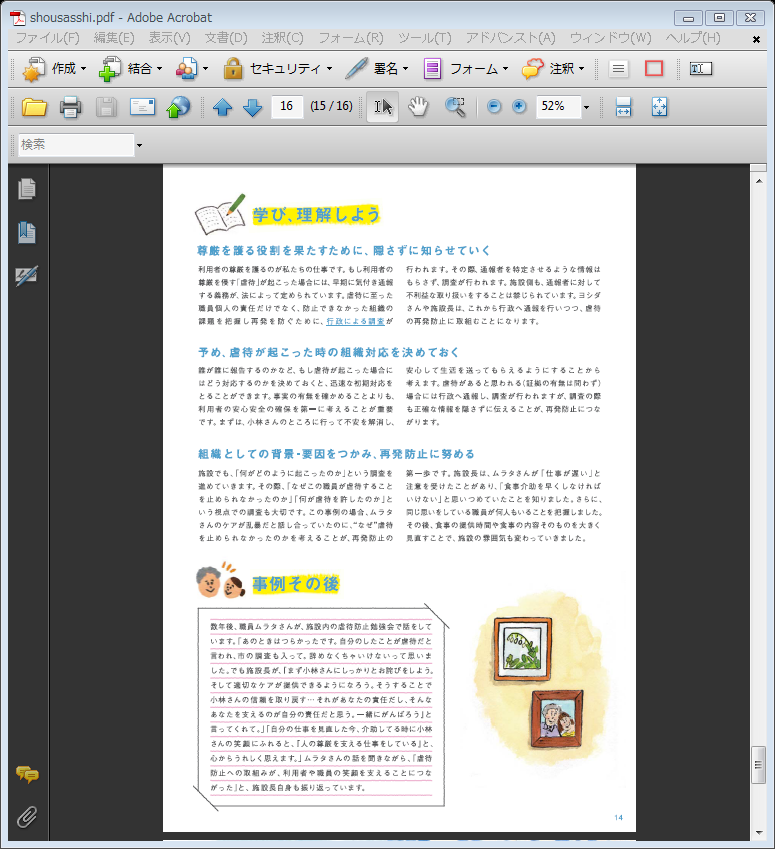 shousasshi.pdf - Adobe Acrobat
ファイル(F) 編集(E) 表示(V) 文書(D) 注釈(C) フォーム(R) ツール(T) アドバンスト(A) ウィンドウ(W) ヘルプ(H)
作成 結合 セキュリティ 署名 フォーム 注釈
16 (15 / 16) 52%
検索
学び、理解しよう
尊厳を護る役割を果たすために、隠さずに知らせていく
利用者の尊厳を護るのが私たちの仕事です。もし利用者の
尊厳を侵す「虐待」が起こった場合には、早期に気付き通報
する義務が、法によって定められています。虐待に至った
職員個人の責任だけでなく、防止できなかった組織の
課題を把握し再発を防ぐために、行政による調査が
行われます。その際、通報者を特定させるような情報は
もらさず、調査が行われます。施設側も、通報者に対して
不利益な取り扱いをすることは禁じられています。ヨシダ
さんや施設長は、これから行政へ通報を行いつつ、虐待
の再発防止に取組むことになります。
予め、虐待が起こった時の組織対応を決めておく
誰が誰に報告するのかなど、もし虐待が起こった場合に
はどう対応するのかを決めておくと、迅速な初期対応を
とることができます。事実の有無を確かめることよりも、
利用者の安心安全の確保を第一に考えることが重要
です。まずは、小林さんのところに行って不安を解消し、
安心して生活を送ってもらえるようにすることから
考えます。虐待があると思われる(証拠の有無は問わず)
場合には行政へ通報し、調査が行われますが、調査の際
も正確な情報を隠さずに伝えることが、再発防止につな
がります。
組織としての背景・要因をつかみ、再発防止に努める
施設でも、「何がどのように起こったのか」という調査を
進めていきます。その際、「なぜこの職員が虐待すること
を止められなかったのか」「何が虐待を許したのか」と
いう視点での調査も大切です。この事例の場合、ムラタ
さんのケアが乱暴だと話し合っていたのに、“なぜ”虐待
を止められなかったのかを考えることが、再発防止の
第一歩です。施設長は、ムラタさんが「仕事が遅い」と
注意を受けたことがあり、「食事介助を早くしなければ
いけない」と思いつめていたことを知りました。さらに、
同じ思いをしている職員が何人もいることを把握しました。
その後、食事の提供時間や食事の内容そのものを大きく
見直すことで、施設の雰囲気も変わっていきました。
事例その後
数年後、職員ムラタさんが、施設内の虐待防止勉強会で話をして
います。「あのときはつらかったです。自分のしたことが虐待だと
言われ、市の調査も入って。辞めなくちゃいけないって思いま
した。でも施設長が、「まず小林さんにしっかりとお詫びをしよう。
そして適切なケアが提供できるようになろう。そうすることで
小林さんの信頼を取り戻す…それがあなたの責任だし、そんな
あなたを支えるのが自分の責任だと思う。一緒にがんばろう」と
言ってくれて。」「自分の仕事を見直した今、介助してる時に小林
さんの笑顔にふれると、「人の尊厳を支える仕事をしている」と、
心からうれしく思えます。」ムラタさんの話を聞きながら、「虐待
防止への取組みが、利用者や職員の笑顔を支えることにつな
がった」と、施設長自身も振り返っています。
14